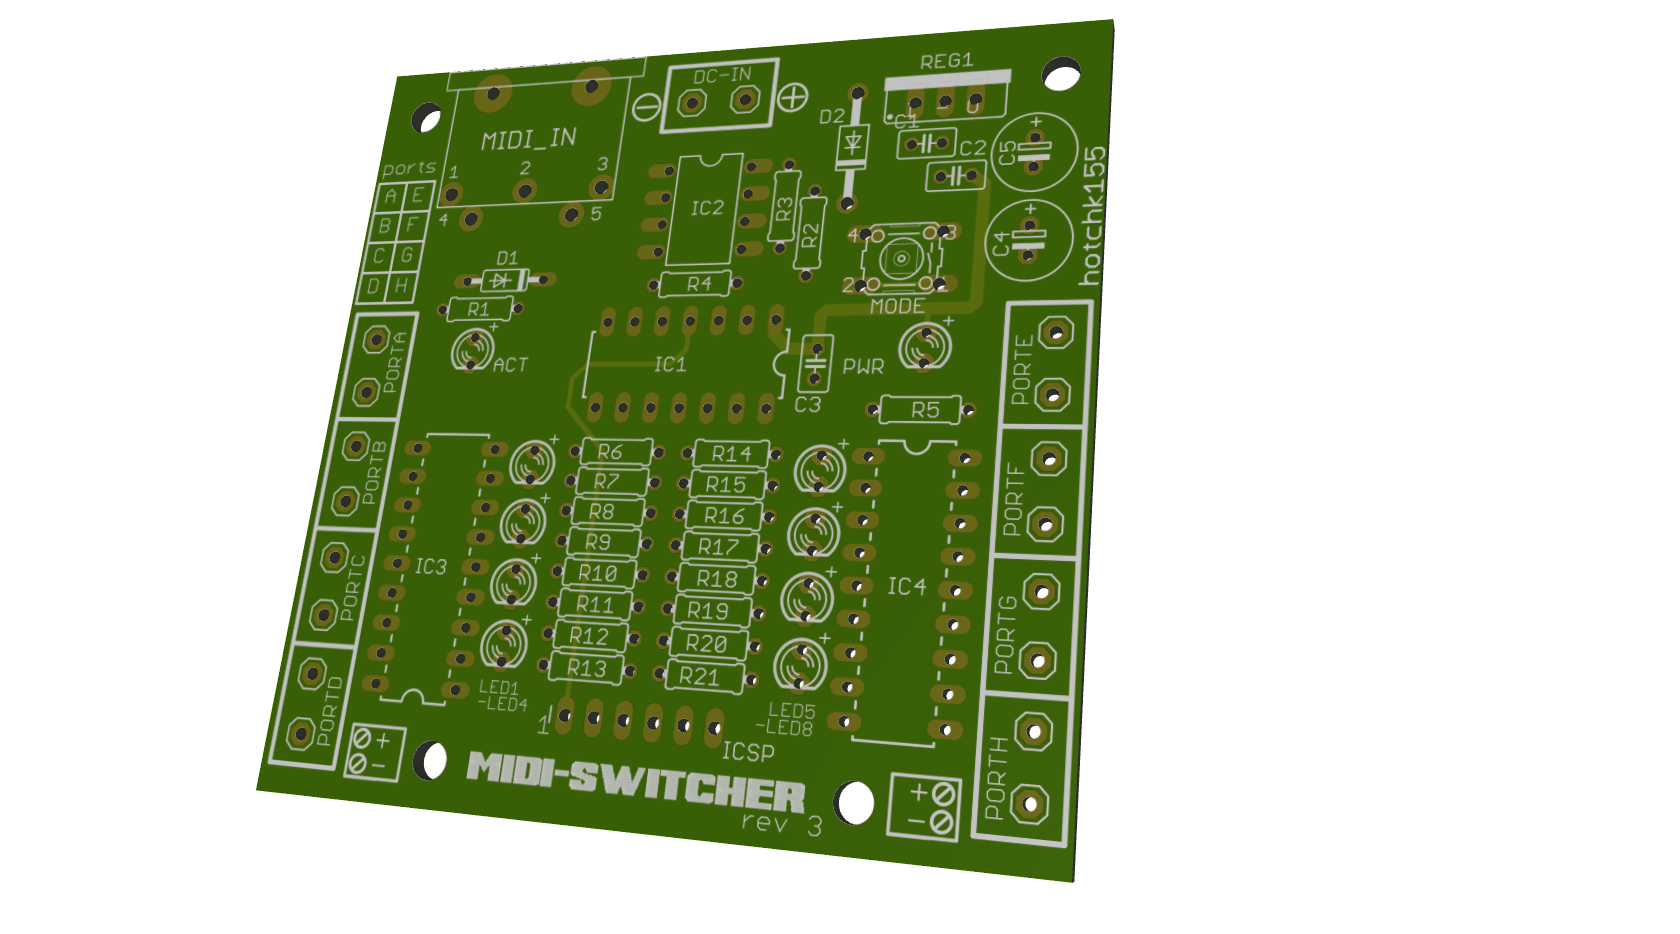 REG1
DC-IN
MIDI_IN
D2
C1
C2
C5
ports
1
2
3
4
5
A E
B F
C G
D H
IC2
R3
R2
4
3
2
1
MODE
C4
hotchk155
D1
R4
R1
ACT
IC1
C3
PWR
R5
PORTA
PORTB
PORTC
PORTD
PORTE
PORTF
PORTG
PORTH
R6
R7
R8
R9
R10
R11
R12
R13
R14
R15
R16
R17
R18
R19
R20
R21
IC3
IC4
LED1
-LED4
LED5
-LED8
1
ICSP
MIDI-SWITCHER
rev 3